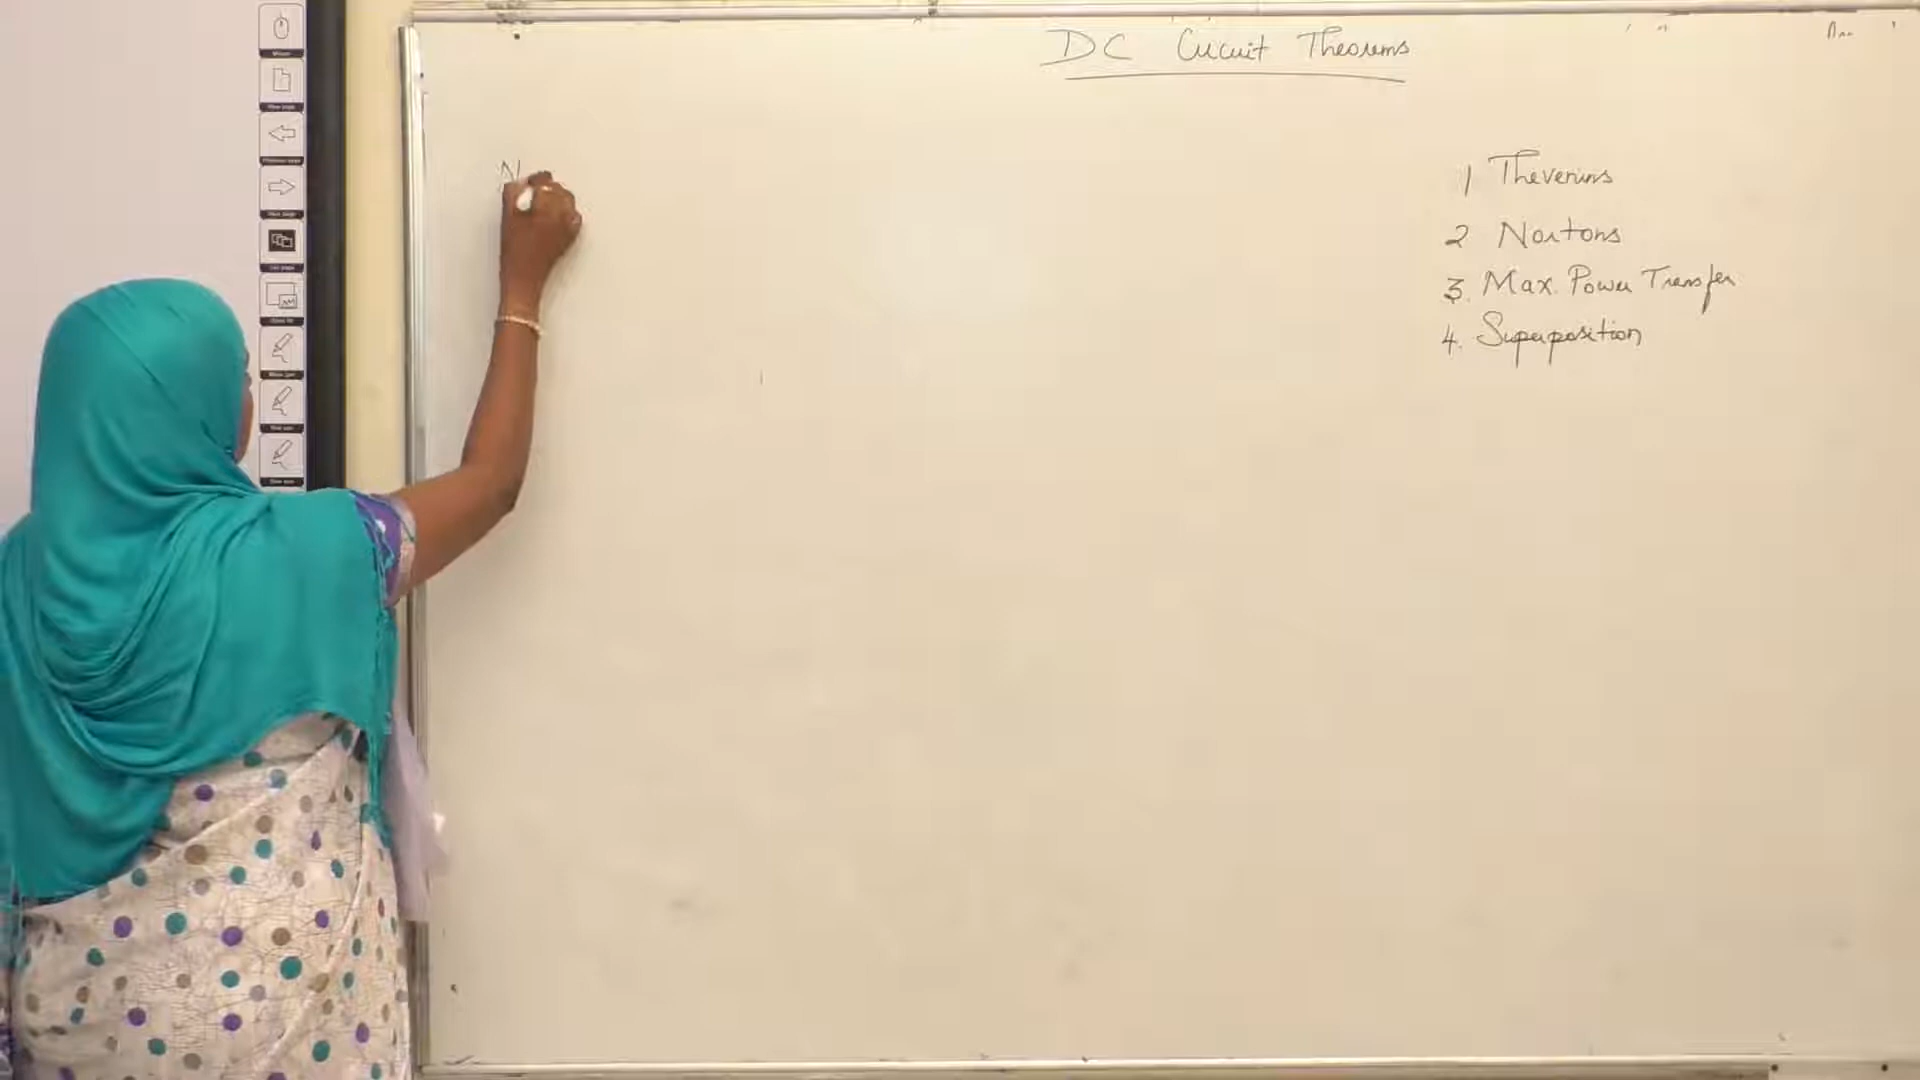 DC Circuit Theorems
N
1 Thevenins
2 Nortons
3. Max. Power Transfer
4. Superposition